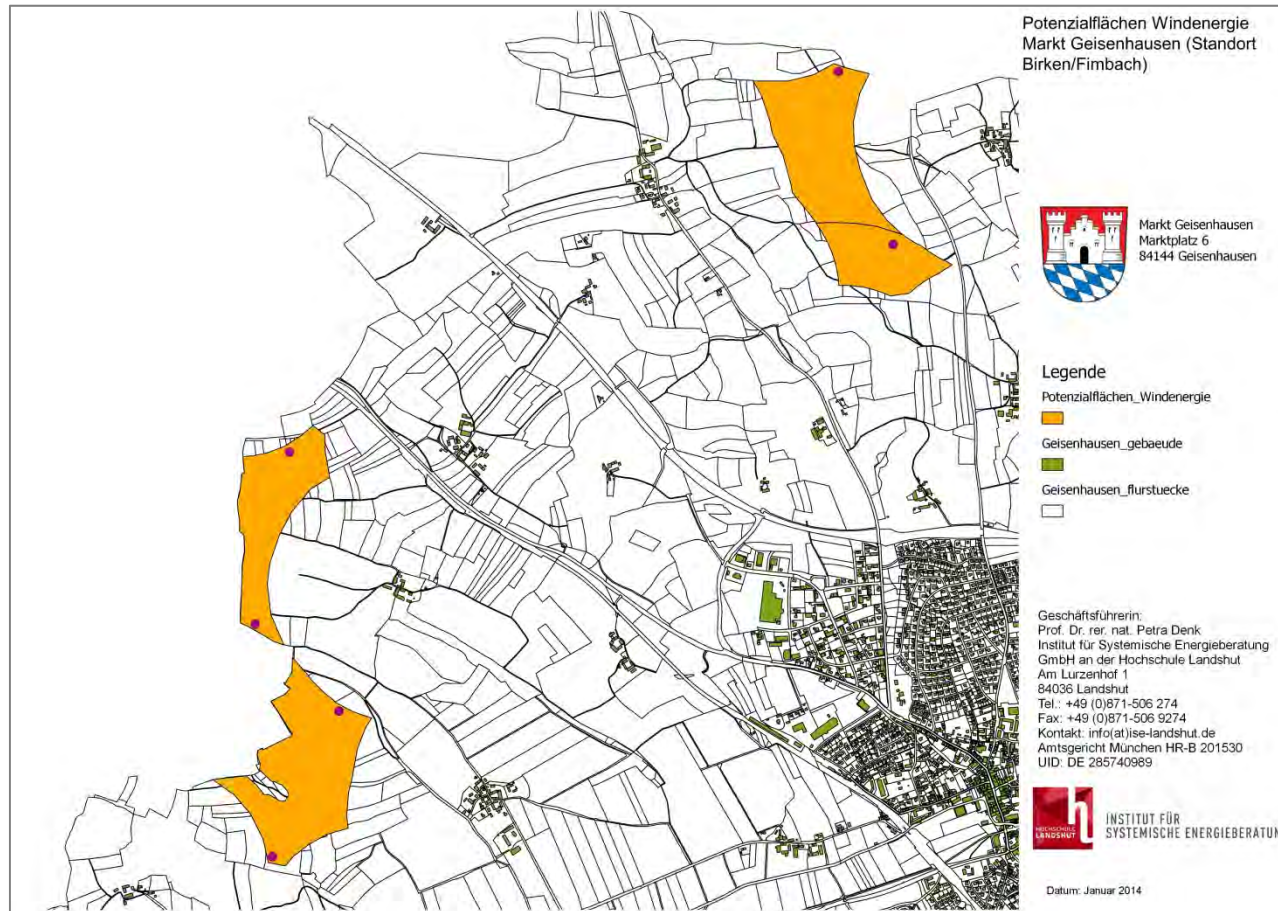 Potenzialflächen Windenergie
Markt Geisenhausen (Standort
Birken/Fimbach)
Markt Geisenhausen
Marktplatz 6
84144 Geisenhausen
Legende
Potenzialflächen_Windenergie
Geisenhausen_gebaeude
Geisenhausen_flurstuecke
Geschäftsführerin:
Prof. Dr. rer. nat. Petra Denk
Institut für Systemische Energieberatung
GmbH an der Hochschule Landshut
Am Lurzenhof 1
84036 Landshut
Tel.: +49 (0)871-506 274
Fax: +49 (0)871-506 9274
Kontakt: info(at)ise-landshut.de
Amtsgericht München HR-B 201530
UID: DE 285740989
HOCHSCHULE
LANDSHUT
INSTITUT FÜR
SYSTEMISCHE ENERGIEBERATUN
Datum: Januar 2014